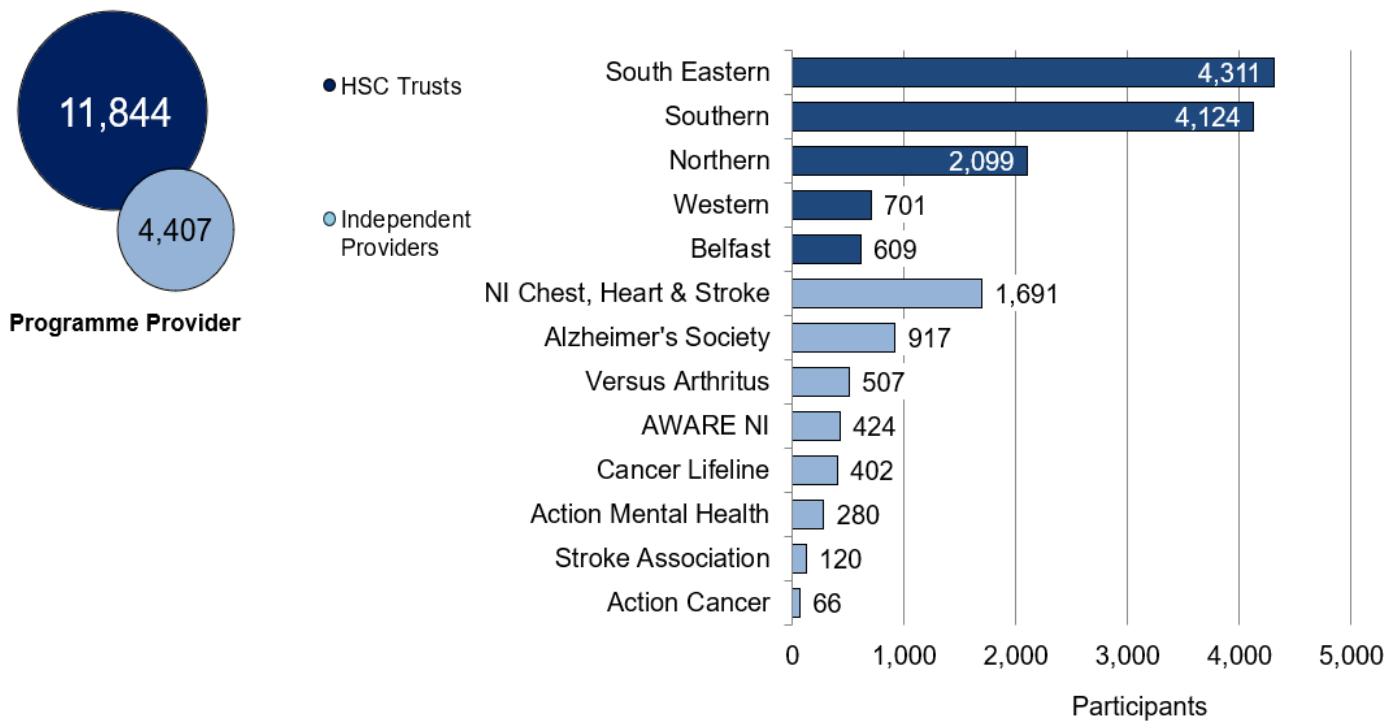 11,844
4,407
Programme Provider
HSC Trusts
Independent
Providers
South Eastern 4,311
Southern 4,124
Northern 2,099
Western 701
Belfast 609
NI Chest, Heart & Stroke 1,691
Alzheimer's Society 917
Versus Arthritus 507
AWARE NI 424
Cancer Lifeline 402
Action Mental Health 280
Stroke Association 120
Action Cancer 66
0 1,000 2,000 3,000 4,000 5,000
Participants